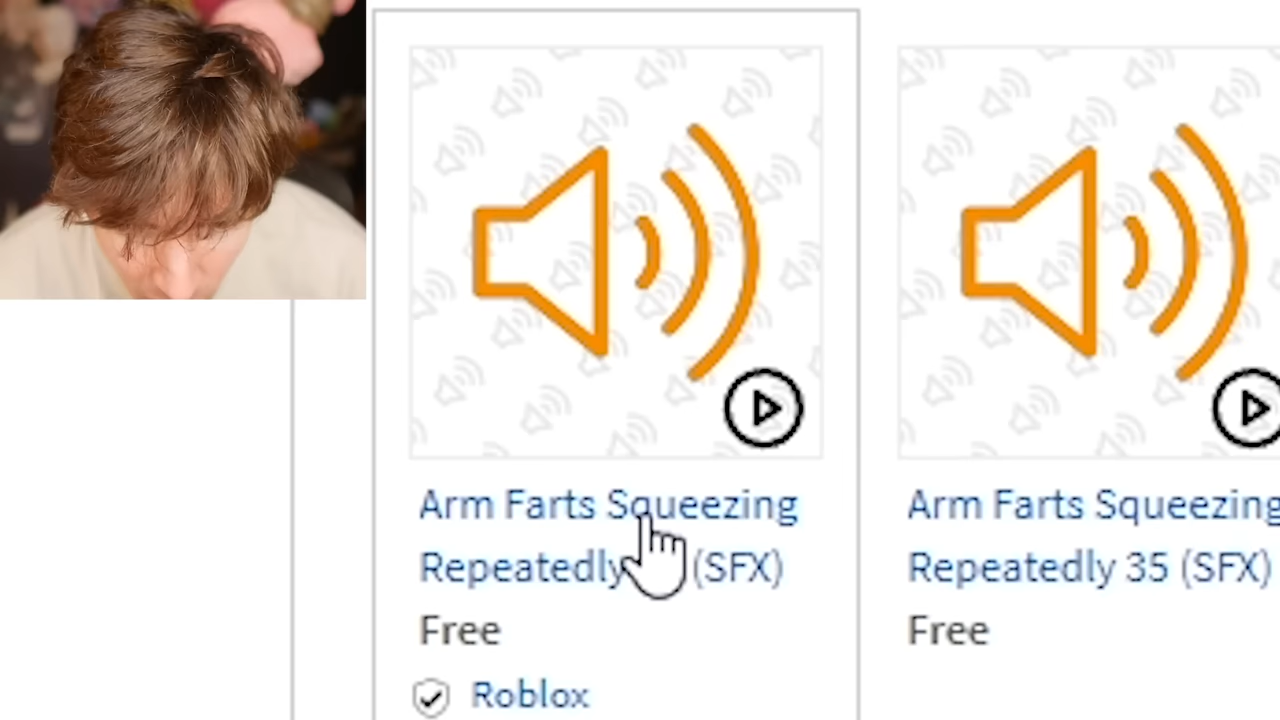 Arm Farts Squeezing
Repeatedly (SFX)
Free
Roblox
Arm Farts Squeezing
Repeatedly 35 (SFX)
Free